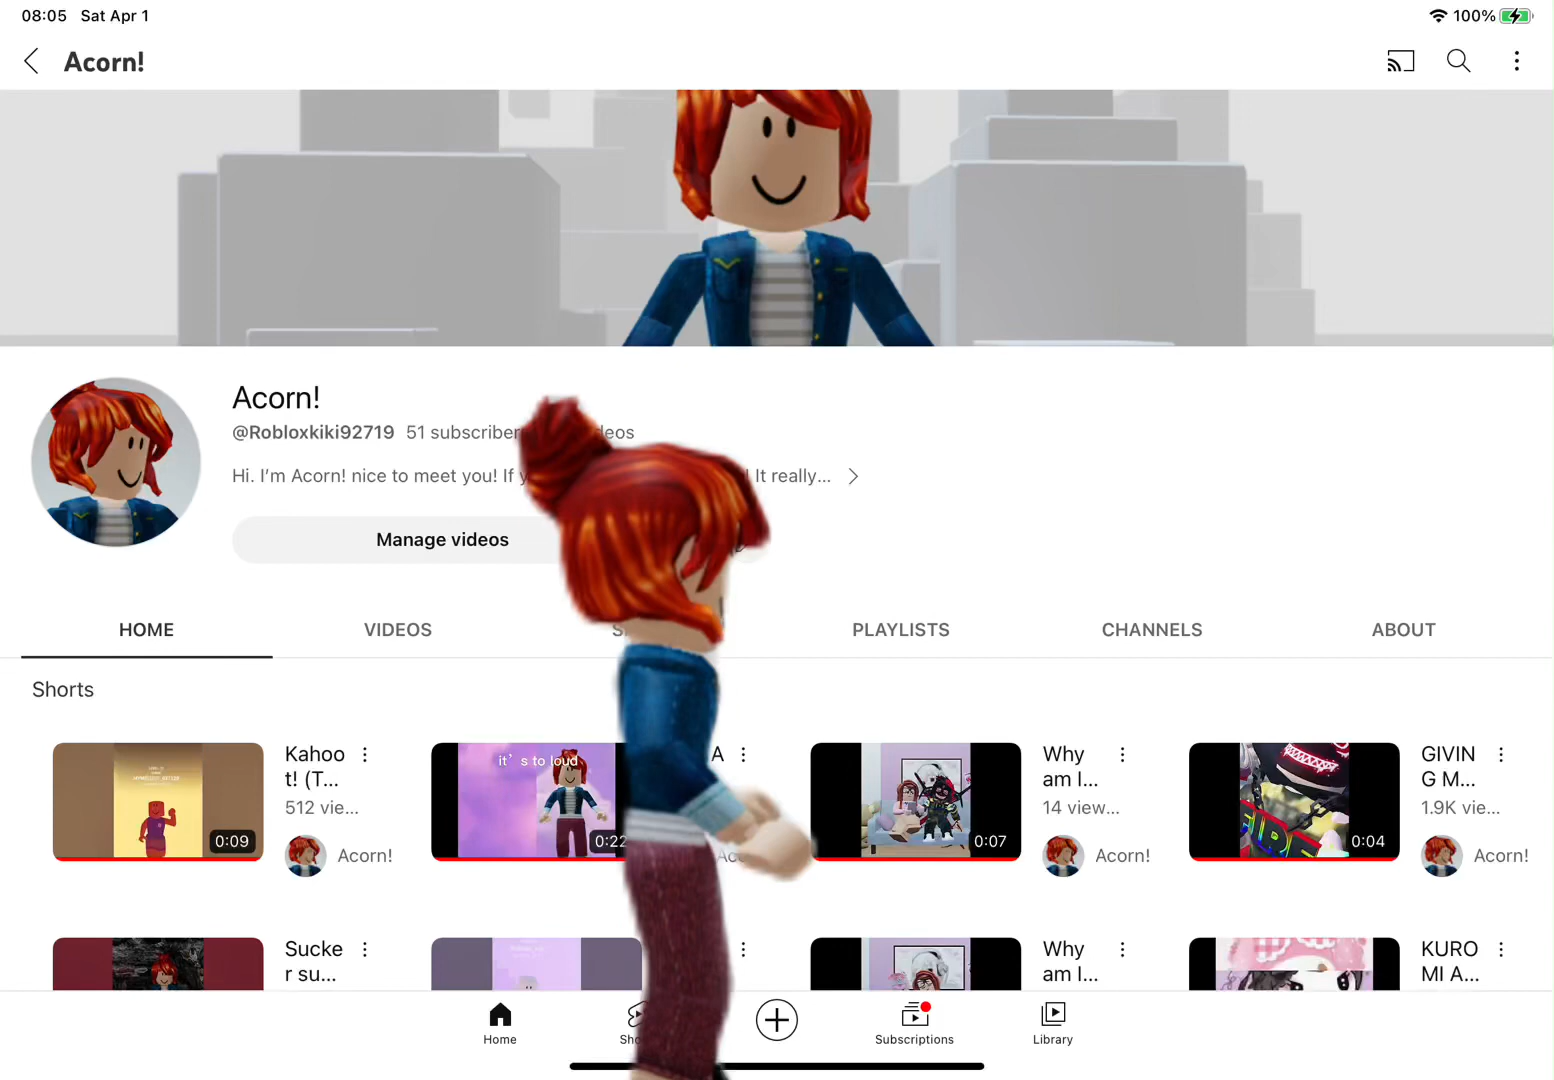 08:05 Sat Apr 1
100%
Acorn!
Acorn!
@Robloxkiki92719 51 subscriber
Hi. I'm Acorn! nice to meet you! If It really...
Manage videos
HOME VIDEOS PLAYLISTS CHANNELS ABOUT
Shorts
Kahoo
t! (T...
512 vie...
0:09
Acorn!
it’s to loud
0:22
A
Why
am I...
14 view...
0:07
Acorn!
GIVIN
G M...
1.9K vie...
0:04
Acorn!
Sucke
r su...
Why
am I...
KURO
MI A...
Home
Subscriptions
Library